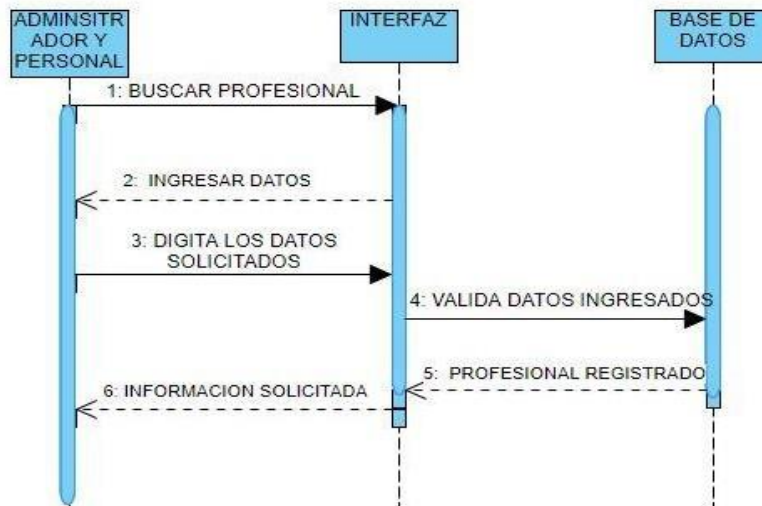 ADMINSITR
ADOR Y
PERSONAL
INTERFAZ
BASE DE
DATOS
1: BUSCAR PROFESIONAL
2: INGRESAR DATOS
3: DIGITA LOS DATOS
SOLICITADOS
4: VALIDA DATOS INGRESADOS
5: PROFESIONAL REGISTRADO
6: INFORMACION SOLICITADA